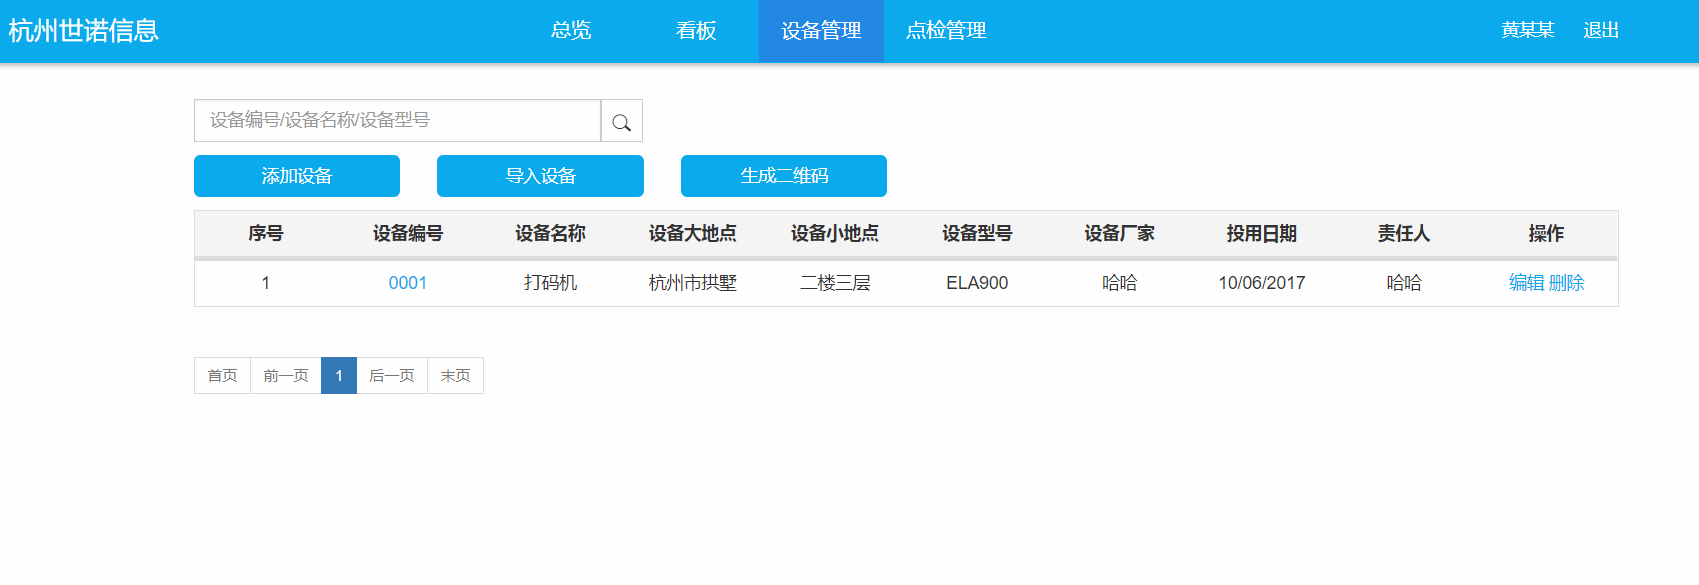 杭州世诺信息 总览 看板 设备管理 点检管理 黄某某 退出
设备编号/设备名称/设备型号
添加设备 导入设备 生成二维码
序号 设备编号 设备名称 设备大地点 设备小地点 设备型号 设备厂家 投用日期 责任人 操作
1 0001 打码机 杭州市拱墅 二楼三层 ELA900 哈哈 10/06/2017 哈哈 编辑 删除
首页 前一页 1 后一页 末页